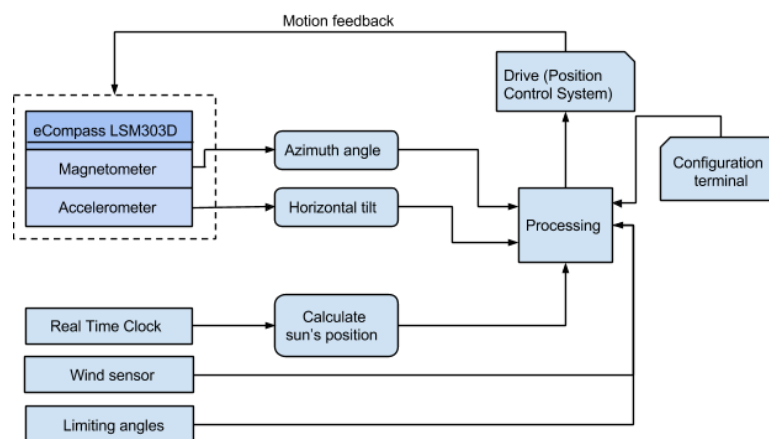 Motion feedback
Drive (Position
Control System)
eCompass LSM303D
Magnetometer
Azimuth angle
Configuration
terminal
Accelerometer
Horizontal tilt
Processing
Real Time Clock
Calculate
sun's position
Wind sensor
Limiting angles